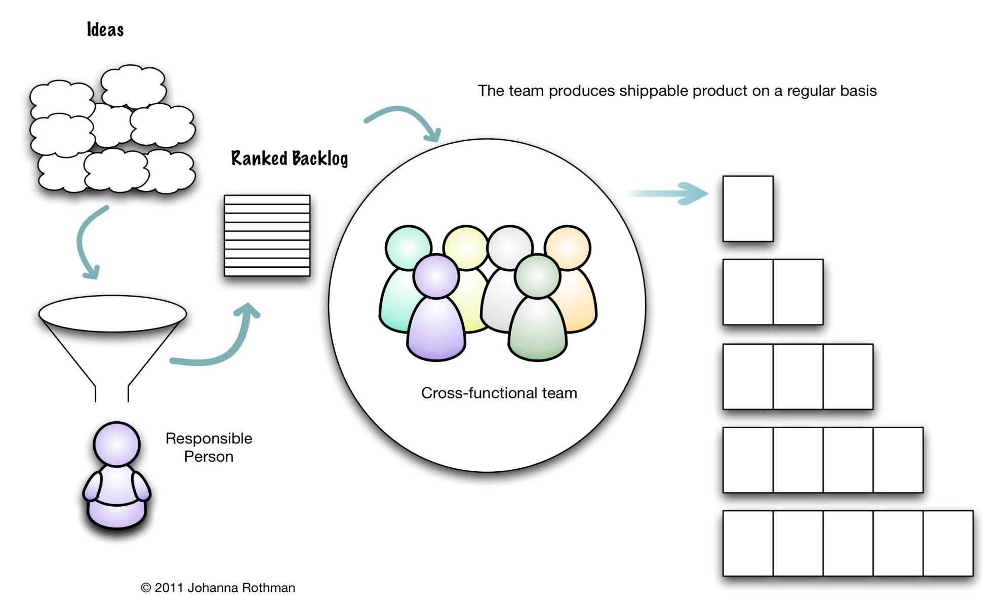 Ideas
The team produces shippable product on a regular basis
Ranked Backlog
Cross-functional team
Responsible
Person
© 2011 Johanna Rothman